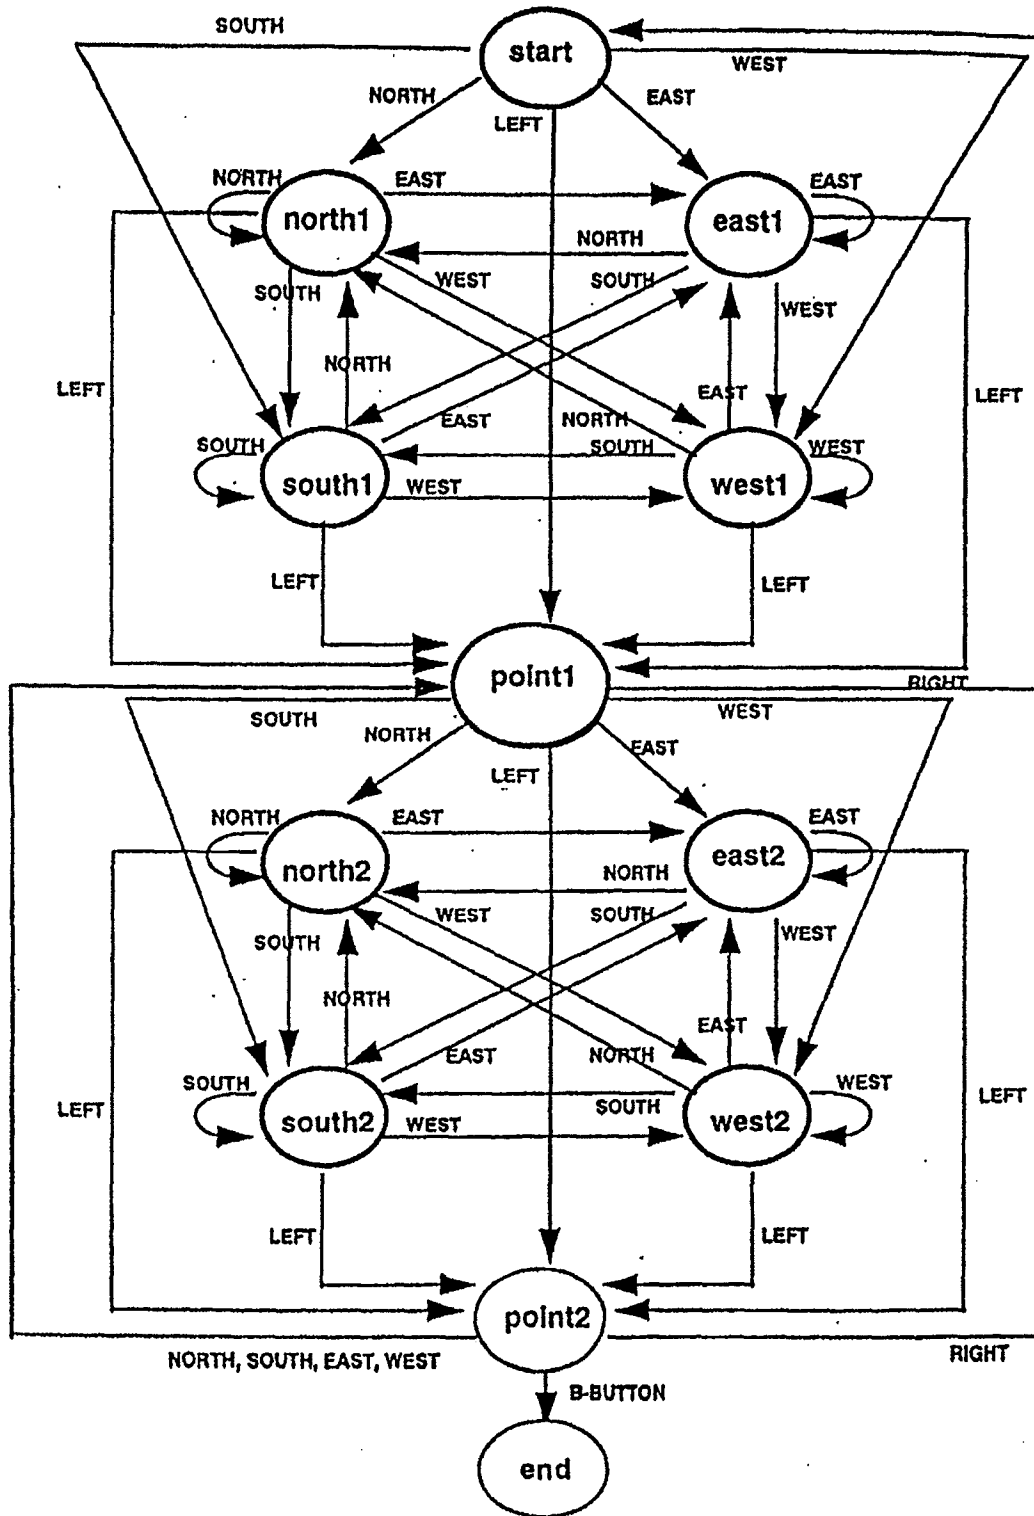 SOUTH
start
WEST
NORTH
EAST
LEFT
NORTH
EAST
EAST
north1
east1
NORTH
SOUTH
WEST
SOUTH
WEST
NORTH
LEFT
EAST
LEFT
EAST
NORTH
SOUTH
SOUTH
WEST
south1
WEST
west1
LEFT
LEFT
point1
RIGHT
SOUTH
WEST
NORTH
EAST
LEFT
NORTH
EAST
EAST
north2
east2
NORTH
WEST
SOUTH
SOUTH
WEST
NORTH
EAST
EAST
NORTH
SOUTH
WEST
LEFT
LEFT
SOUTH
south2
WEST
west2
LEFT
LEFT
point2
NORTH, SOUTH, EAST, WEST
RIGHT
B-BUTTON
end